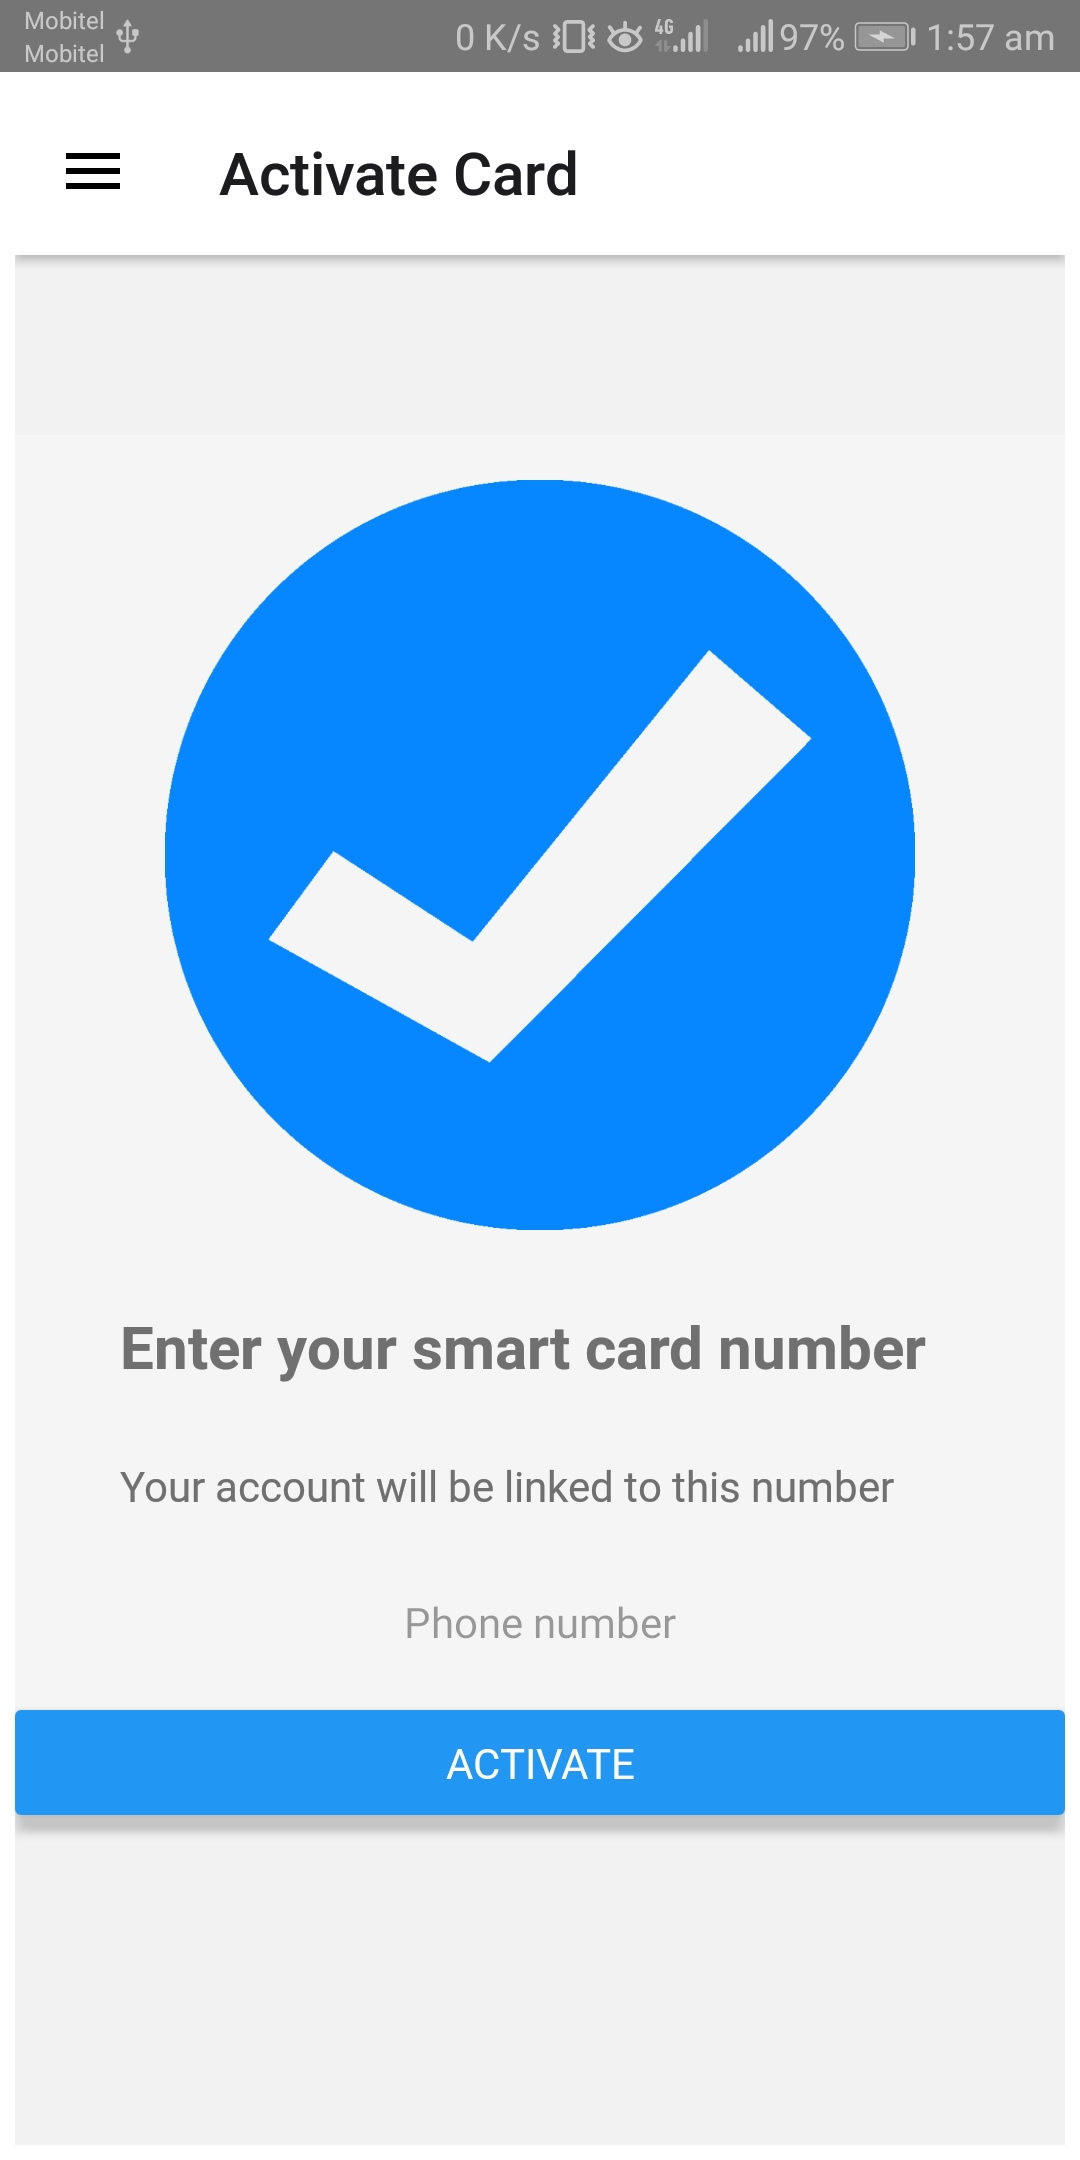 Mobitel
Mobitel
0 K/s 4G 97% 1:57 am
Activate Card
Enter your smart card number
Your account will be linked to this number
Phone number
ACTIVATE